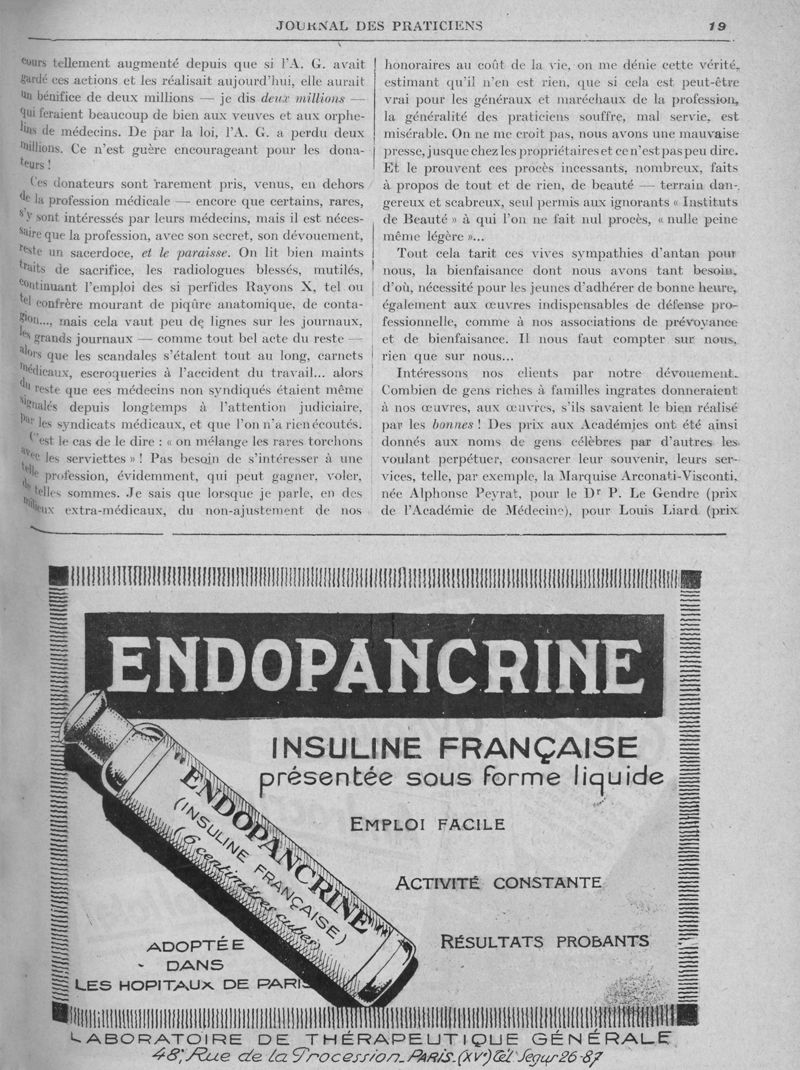 JOURNAL DES PRATICIENS 19
cours tellement augmenté depuis que si l'A. G. avait
gardé ces actions et les réalisait aujourd'hui, elle aurait
un bénifice de deux millions — je dis deux millions —
qui feraient beaucoup de bien aux veuves et aux orphe-
lins de médecins. De par la loi, l'A. G. a perdu deux
millions. Ce n'est guère encourageant pour les dona-
teurs !
Ces donateurs sont rarement pris, venus, en dehors
de la profession médicale — encore que certains, rares,
s'y sont intéressés par leurs médecins, mais il est néces-
saire que la profession, avec son secret, son dévouement,
reste un sacerdoce, et le paraisse. On lit bien maints
traits de sacrifice, les radiologues blessés, mutilés,
continuant l'emploi des si perfides Rayons X, tel ou
tel confrère mourant de piqûre anatomique, de conta-
gion..., mais cela vaut peu de lignes sur les journaux,
les grands journaux — comme tout bel acte du reste —
alors que les scandales s'étalent tout au long, carnets
médicaux, escroqueries à l'accident du travail... alors
du reste que ces médecins non syndiqués étaient même
signalés depuis longtemps à l'attention judiciaire,
par les syndicats médicaux, et que l'on n'a rien écoutés.
C'est le cas de le dire : « on mélange les rares torchons
avec les serviettes » ! Pas besoin de s'intéresser à une
telle profession, évidemment, qui peut gagner, voler,
de telles sommes. Je sais que lorsque je parle, en des
milieux extra-médicaux, du non-ajustement de nos
honoraires au coût de la vie, on me dénie cette vérité,
estimant qu'il n'en est rien, que si cela est peut-être
vrai pour les généraux et maréchaux de la profession,
la généralité des praticiens souffre, mal servie, est
misérable. On ne me croit pas, nous avons une mauvaise
presse, jusque chez les propriétaires et ce n'est pas peu dire.
Et le prouvent ces procès incessants, nombreux, faits
à propos de tout et de rien, de beauté — terrain dan-
gereux et scabreux, seul permis aux ignorants « Instituts
de Beauté » à qui l'on ne fait nul procès, « nulle peine
même légère »...
Tout cela tarit ces vives sympathies d'antan pour
nous, la bienfaisance dont nous avons tant besoin,
d'où, nécessité pour les jeunes d'adhérer de bonne heure,
également aux œuvres indispensables de défense pro-
fessionnelle, comme à nos associations de prévoyance
et de bienfaisance. Il nous faut compter sur nous,
rien que sur nous...
Intéressons nos clients par notre dévouement.
Combien de gens riches à familles ingrates donneraient
à nos œuvres, aux œuvres, s'ils savaient le bien réalisé
par les bonnes ! Des prix aux Académies ont été ainsi
donnés aux noms de gens célèbres par d'autres les
voulant perpétuer, consacrer leur souvenir, leurs ser-
vices, telle, par exemple, la Marquise Arconati-Visconti,
née Alphonse Peyrat, pour le Dr P. Le Gendre (prix
de l'Académie de Médecine), pour Louis Liard (prix
ENDOPANCRINE
INSULINE FRANÇAISE
présentée sous forme liquide
EMPLOI FACILE
ACTIVITÉ CONSTANTE
RÉSULTATS PROBANTS
"ENDOPANCRINE"
(INSULINE FRANÇAISE)
(6 centimètres cubes)
ADOPTÉE
DANS
LES HOPITAUX DE PARIS
LABORATOIRE DE THÉRAPEUTIQUE GÉNÉRALE
48, Rue de la Procession_PARIS_(XVe) Tél. Segur 26-87